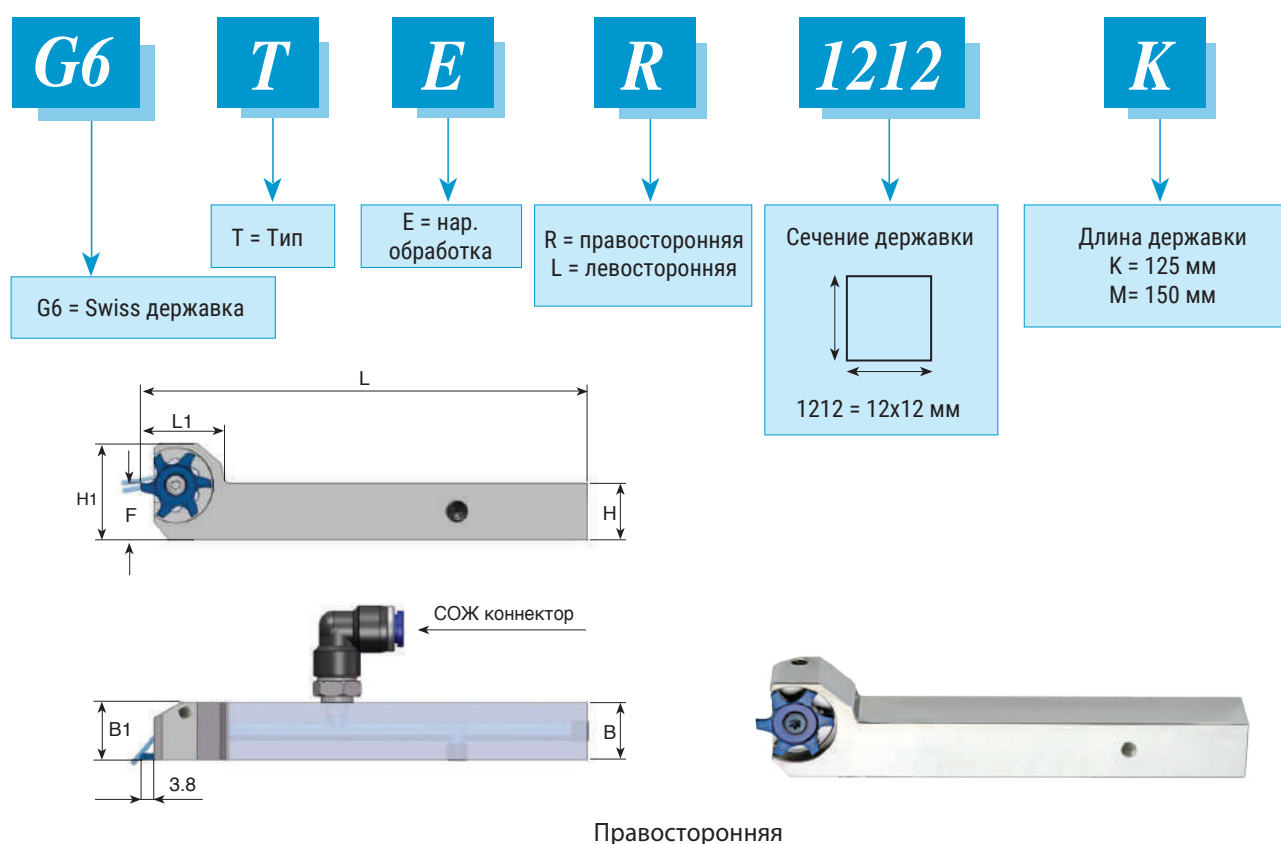 G6 T E R 1212 K
T = Тип
E = нар.
обработка
R = правосторонняя
L = левосторонняя
Сечение державки
1212 = 12x12 мм
Длина державки
K = 125 мм
M= 150 мм
G6 = Swiss державка
L
L1
H1
F
H
СОЖ коннектор
B1
B
3.8
Правосторонняя